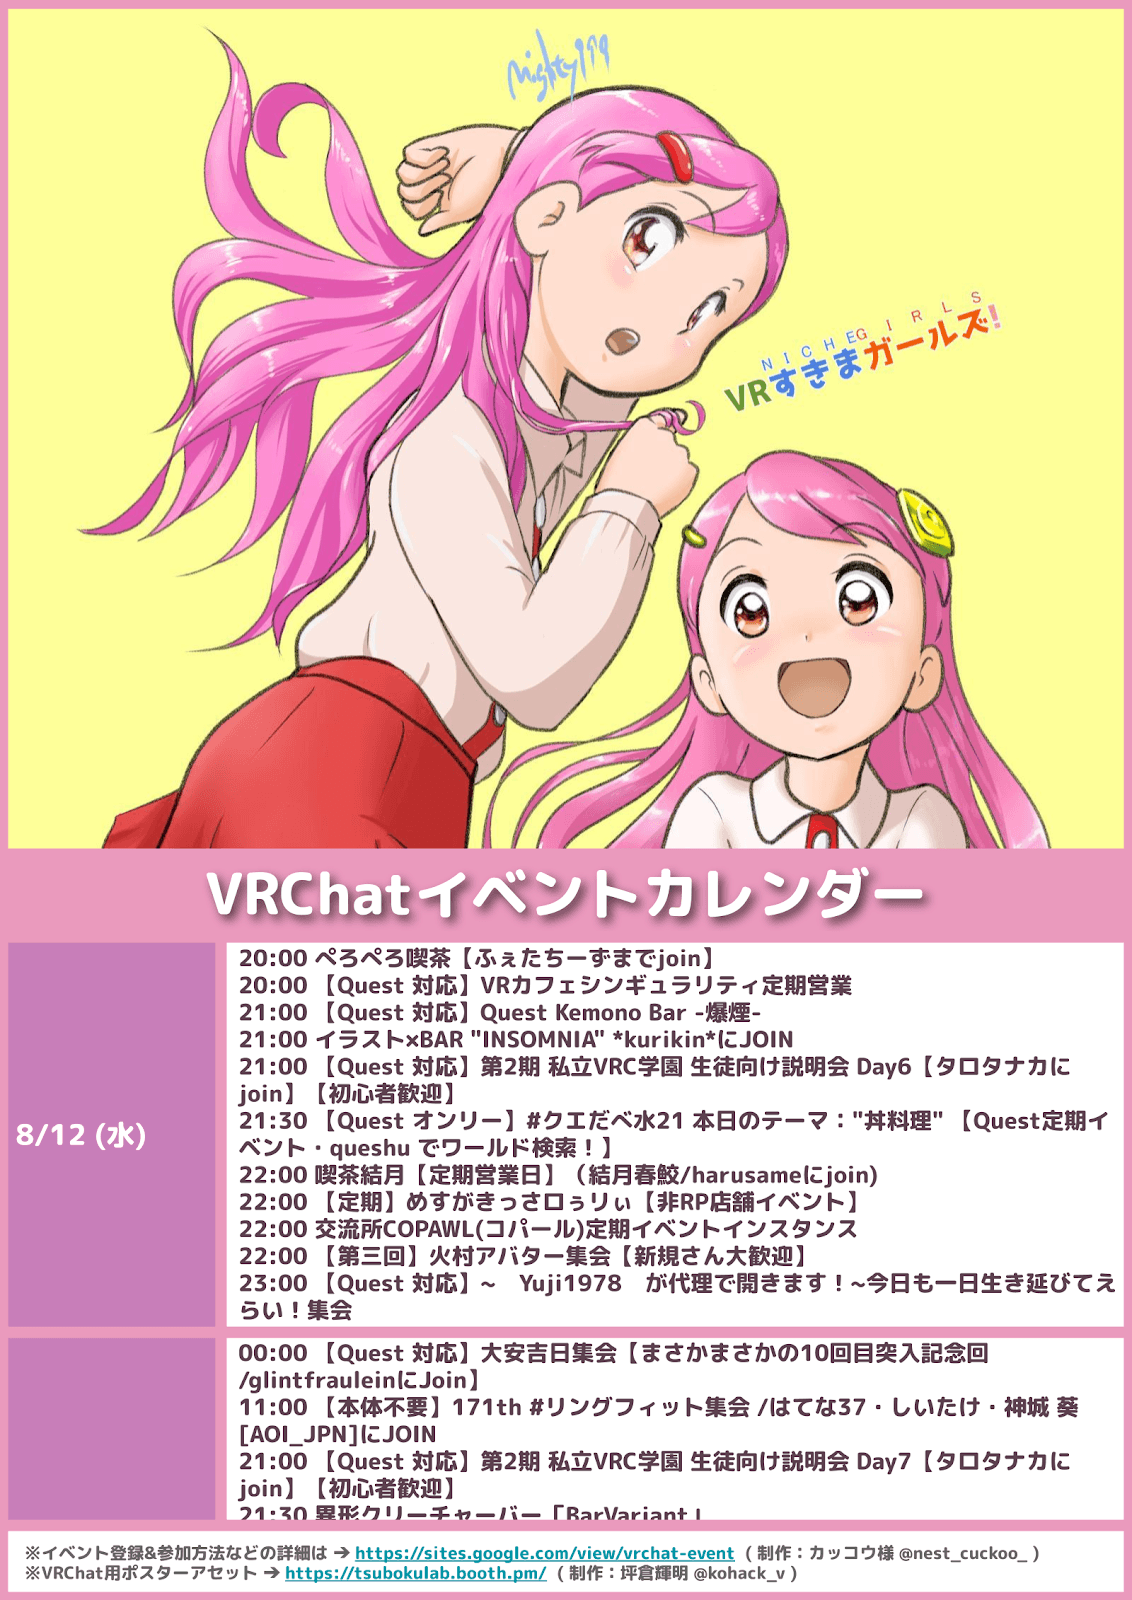 mighty999
NICHE GIRLS
VRすきまガールズ!
VRChatイベントカレンダー
8/12 (水)
20:00 ぺろぺろ喫茶【ふぇたちーずまでjoin】
20:00 【Quest 対応】VRカフェシンギュラリティ定期営業
21:00 【Quest 対応】Quest Kemono Bar -爆煙-
21:00 イラスト×BAR "INSOMNIA" *kurikin*にJOIN
21:00 【Quest 対応】第2期 私立VRC学園 生徒向け説明会 Day6【タロタナカに
join】【初心者歓迎】
21:30 【Quest オンリー】#クエだべ水21 本日のテーマ："丼料理" 【Quest定期イ
ベント・queshu でワールド検索！】
22:00 喫茶結月【定期営業日】（結月春鮫/harusameにjoin)
22:00 【定期】めすがきっさロぅリぃ【非RP店舗イベント】
22:00 交流所COPAWL(コパール)定期イベントインスタンス
22:00 【第三回】火村アバター集会【新規さん大歓迎】
23:00 【Quest 対応】~　Yuji1978　が代理で開きます！~今日も一日生き延びてえ
らい！集会
00:00 【Quest 対応】大安吉日集会【まさかまさかの10回目突入記念回
/glintfrauleinにJoin】
11:00 【本体不要】171th #リングフィット集会 /はてな37・しいたけ・神城 葵
[AOI_JPN]にJOIN
21:00 【Quest 対応】第2期 私立VRC学園 生徒向け説明会 Day7【タロタナカに
join】【初心者歓迎】
21:30 異形クリーチャーバー「BarVariant」
※イベント登録&参加方法などの詳細は ➔ https://sites.google.com/view/vrchat-event ( 制作：カッコウ様 @nest_cuckoo_ )
※VRChat用ポスターアセット ➔ https://tsubokulab.booth.pm/ ( 制作：坪倉輝明 @kohack_v )